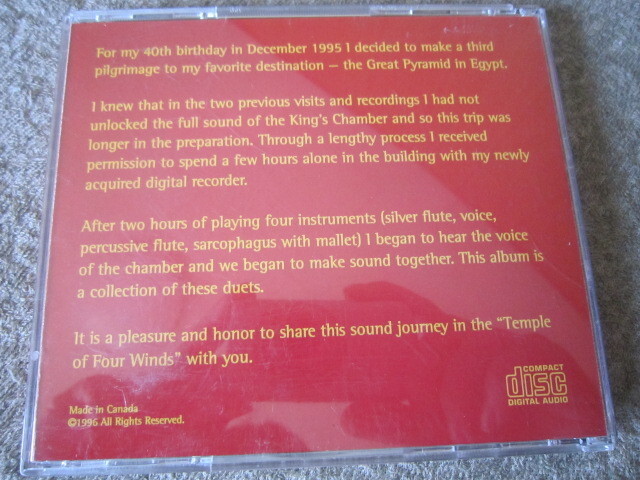 For my 40th birthday in December 1995 I decided to make a third
pilgrimage to my favorite destination – the Great Pyramid in Egypt.
I knew that in the two previous visits and recordings I had not
unlocked the full sound of the King's Chamber and so this trip was
longer in the preparation. Through a lengthy process I received
permission to spend a few hours alone in the building with my newly
acquired digital recorder.
After two hours of playing four instruments (silver flute, voice,
percussive flute, sarcophagus with mallet) I began to hear the voice
of the chamber and we began to make sound together. This album is
a collection of these duets.
It is a pleasure and honor to share this sound journey in the "Temple
of Four Winds" with you.
COMPACT
disc
DIGITAL AUDIO
Made in Canada
©1996 All Rights Reserved.